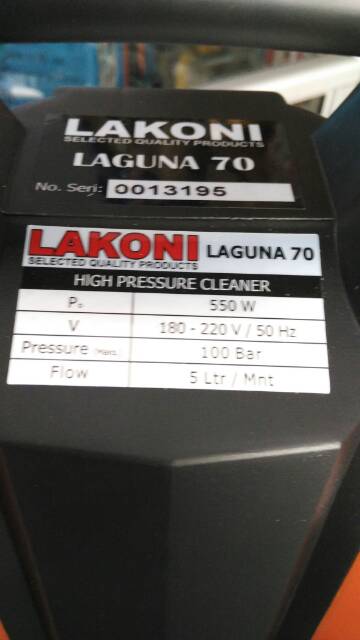 LAKONI
SELECTED QUALITY PRODUCTS
LAGUNA 70
No. Seri: 0013195
LAKONI LAGUNA 70
SELECTED QUALITY PRODUCTS
HIGH PRESSURE CLEANER
P. 550 W
V 180 - 220 V / 50 Hz
Pressure 100 Bar
Flow 5 Ltr / Mnt